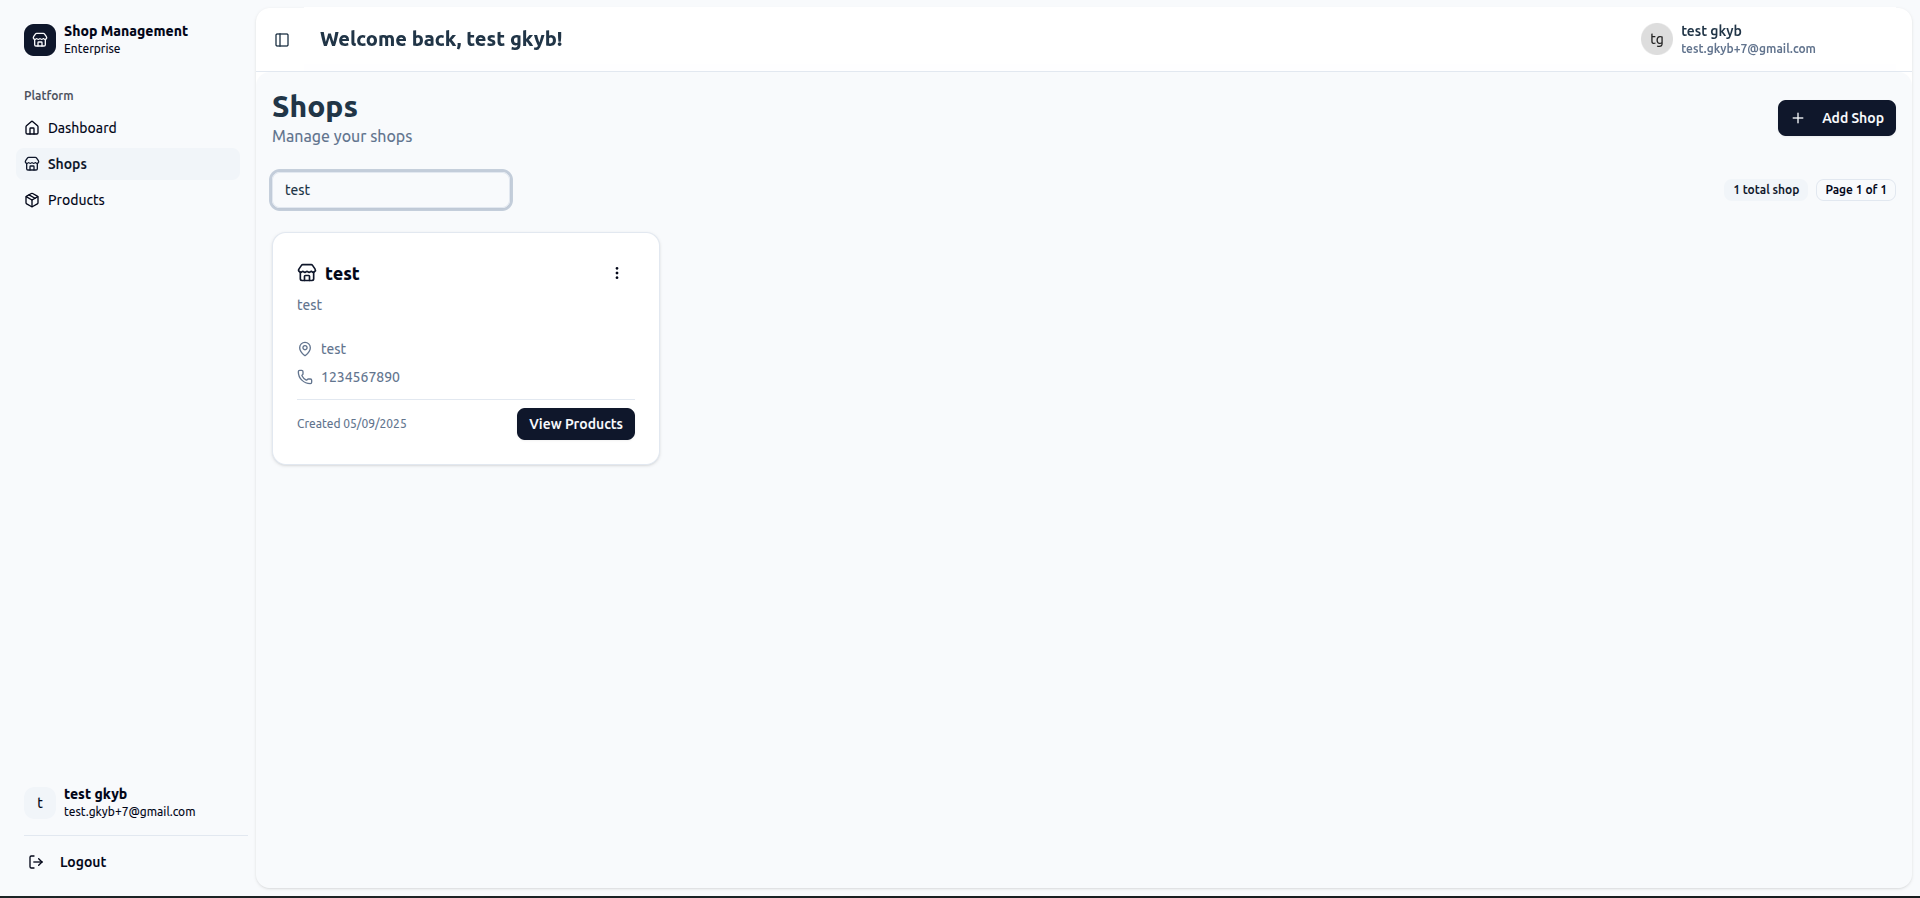 Shop Management
Enterprise
Platform
Dashboard
Shops
Products
test gkyb
test.gkyb+7@gmail.com
Logout
Welcome back, test gkyb!
tg
test gkyb
test.gkyb+7@gmail.com
Shops
Manage your shops
Add Shop
test
1 total shop
Page 1 of 1
test
test
test
1234567890
Created 05/09/2025
View Products
t